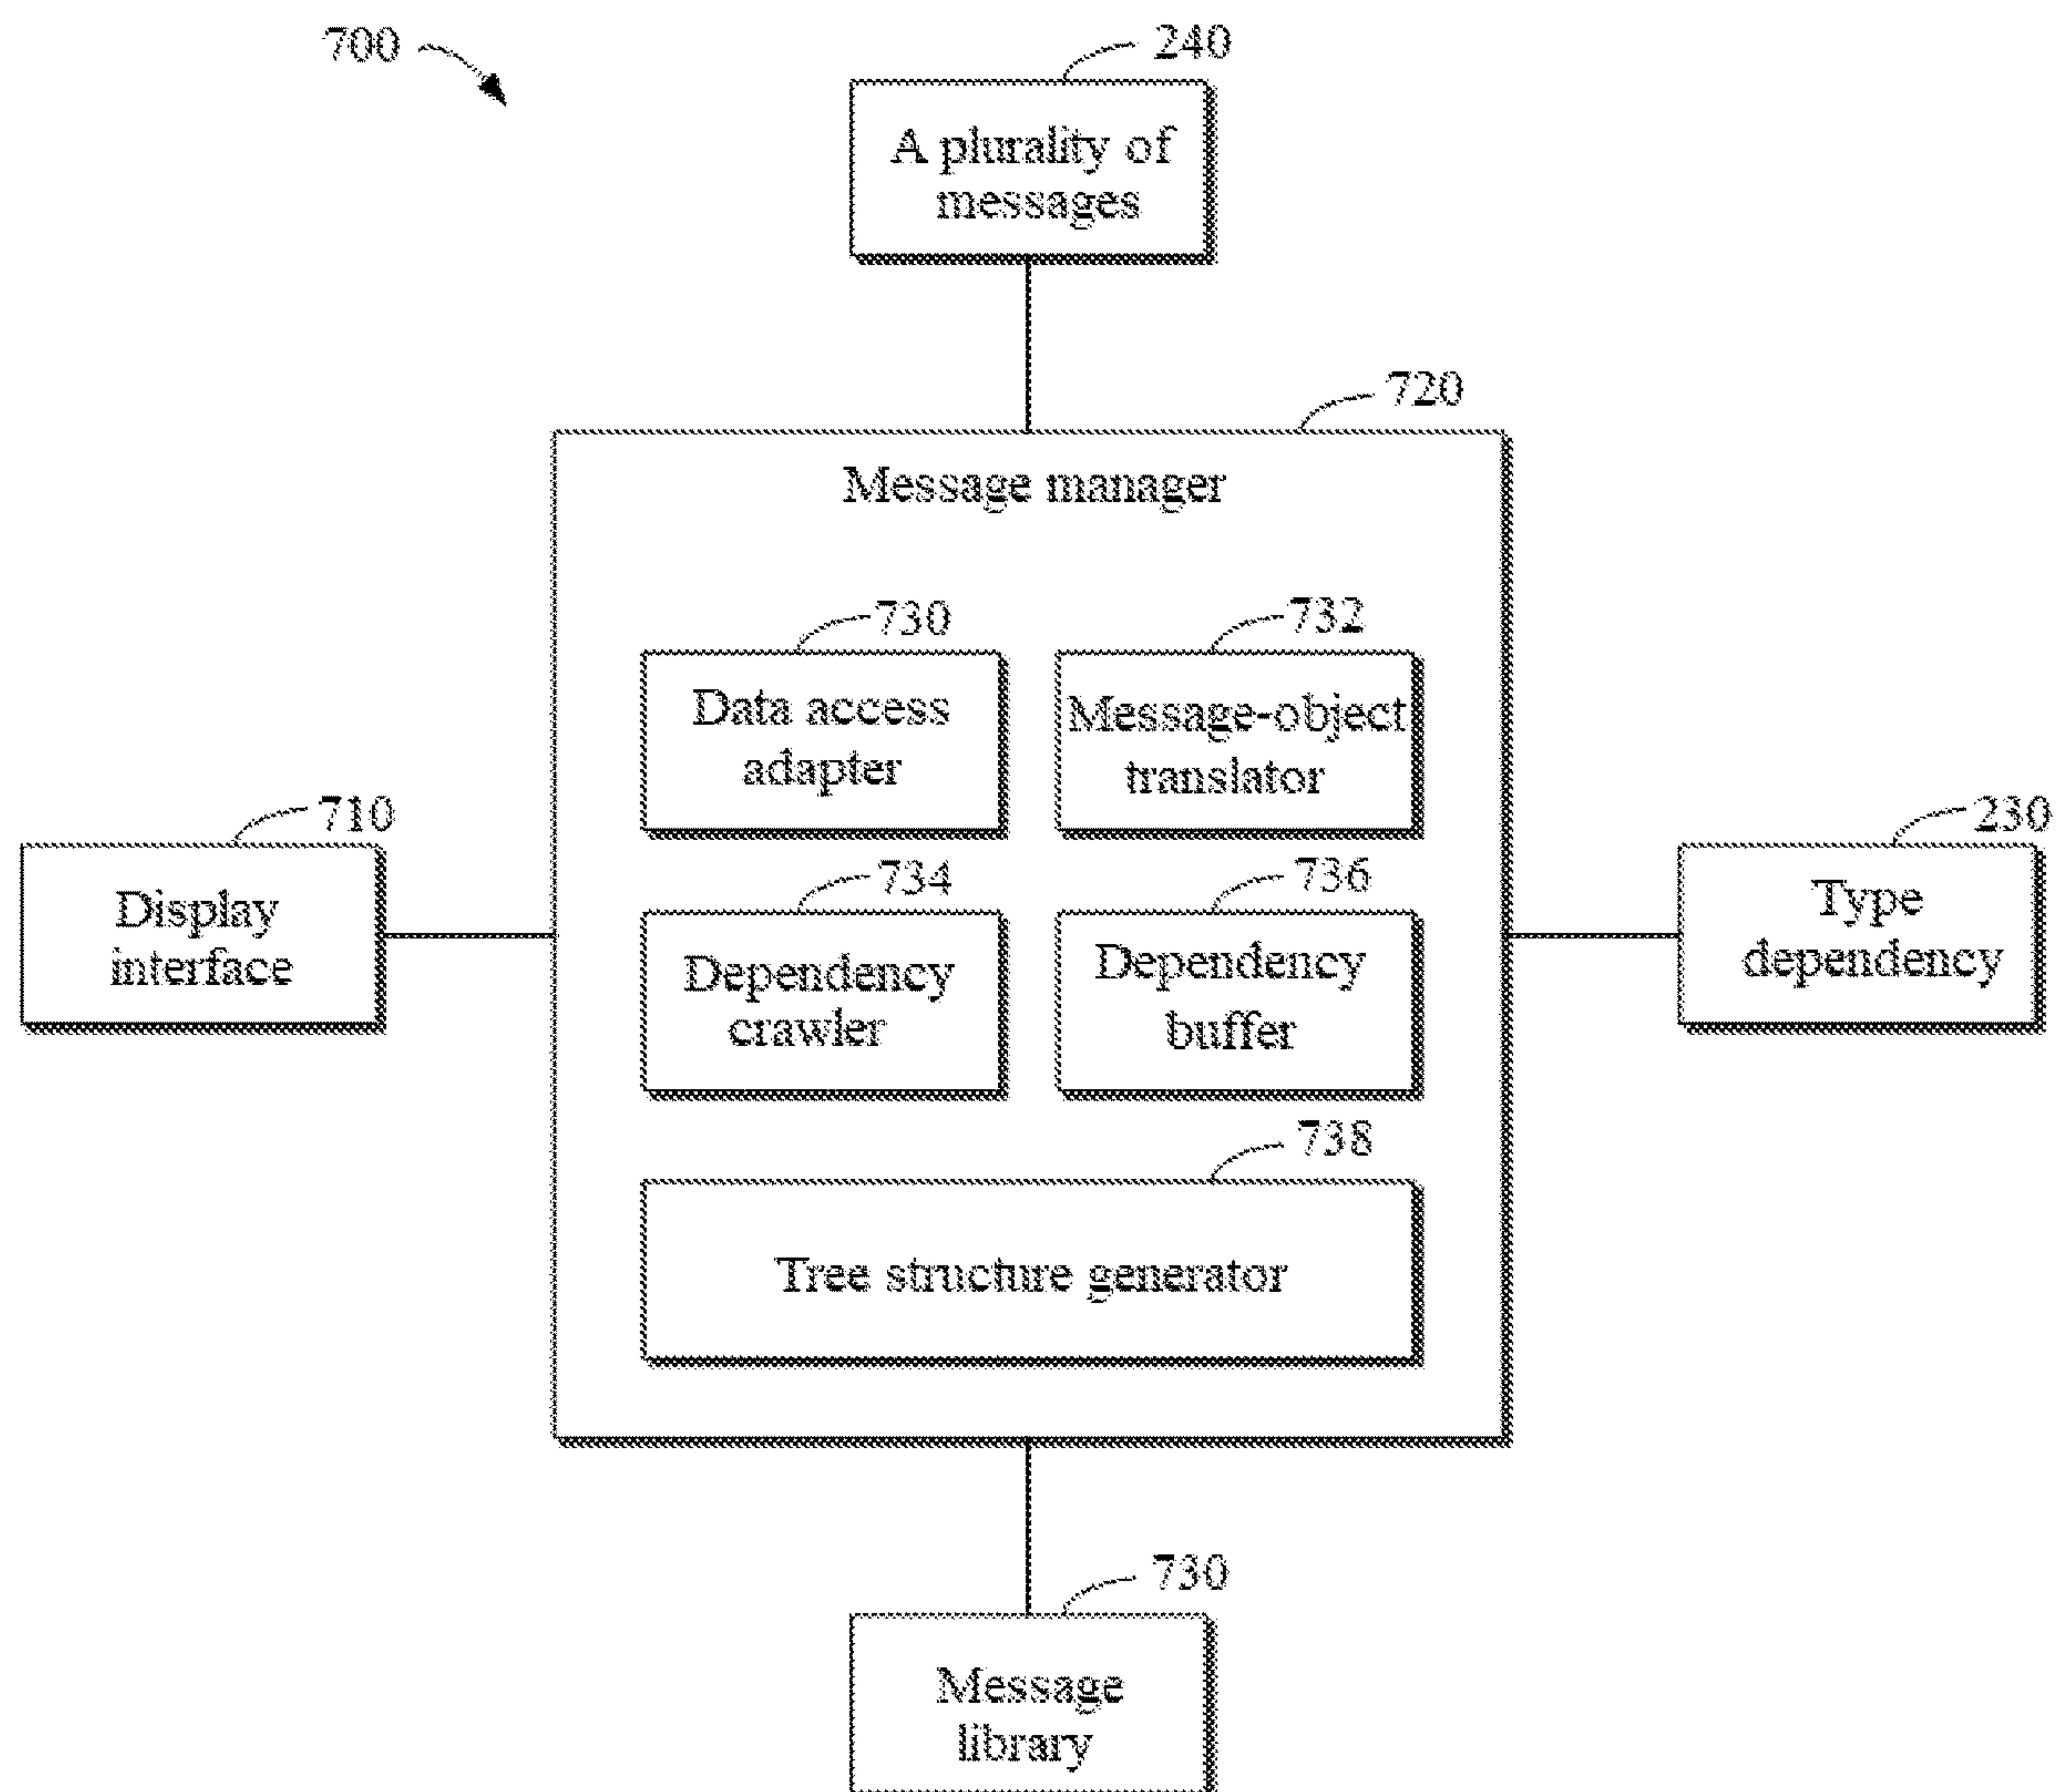 700
240
A plurality of
messages
720
Message manager
730
732
Data access
adapter
Message-object
translator
710
Display
interface
734
736
Dependency
crawler
Dependency
buffer
230
Type
dependency
738
Tree structure generator
730
Message
library